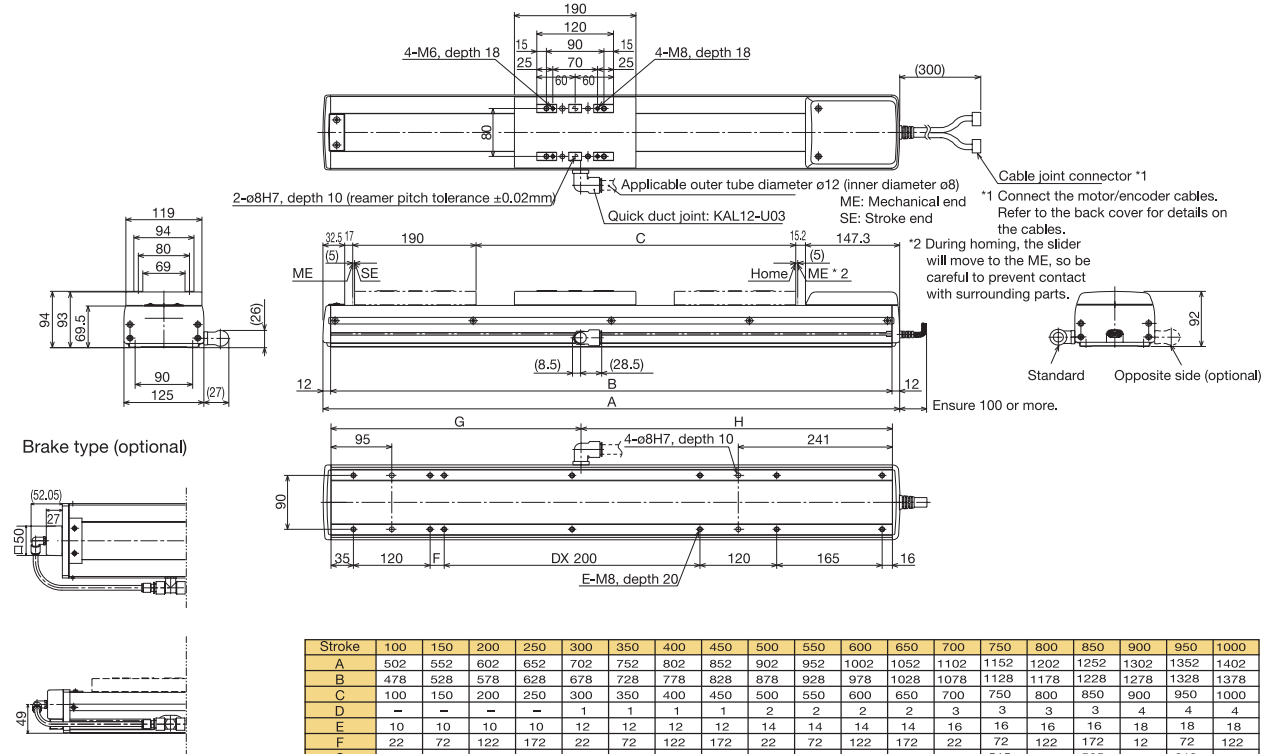 190
120
15 90 15
4-M6, depth 18
4-M8, depth 18
25 70 25
60 60
(300)
80
Cable joint connector *1
Applicable outer tube diameter ø12 (inner diameter ø8)
2-ø8H7, depth 10 (reamer pitch tolerance ±0.02mm)
ME: Mechanical end
SE: Stroke end
Quick duct joint: KAL12-U03
*1 Connect the motor/encoder cables.
Refer to the back cover for details on
the cables.
*2 During homing, the slider
will move to the ME, so be
careful to prevent contact
with surrounding parts.
119
94
80
69
94
93
69.5
(26)
90
125
(27)
32.5 17 190 C 15.2 147.3
(5) (5)
ME SE Home ME * 2
(8.5) (28.5)
12 B 12
A
Ensure 100 or more.
92
Standard
Opposite side (optional)
G H
95
4-ø8H7, depth 10
241
90
35 120 F DX 200 120 165 16
E-M8, depth 20
Brake type (optional)
(52.05)
27
□50
49
Stroke 100 150 200 250 300 350 400 450 500 550 600 650 700 750 800 850 900 950 1000
A 502 552 602 652 702 752 802 852 902 952 1002 1052 1102 1152 1202 1252 1302 1352 1402
B 478 528 578 628 678 728 778 828 878 928 978 1028 1078 1128 1178 1228 1278 1328 1378
C 100 150 200 250 300 350 400 450 500 550 600 650 700 750 800 850 900 950 1000
D – – – – 1 1 1 1 2 2 2 2 3 3 3 3 4 4 4
E 10 10 10 10 12 12 12 12 14 14 14 14 16 16 16 16 18 18 18
F 22 72 122 172 22 72 122 172 22 72 122 172 22 72 122 172 12 72 122